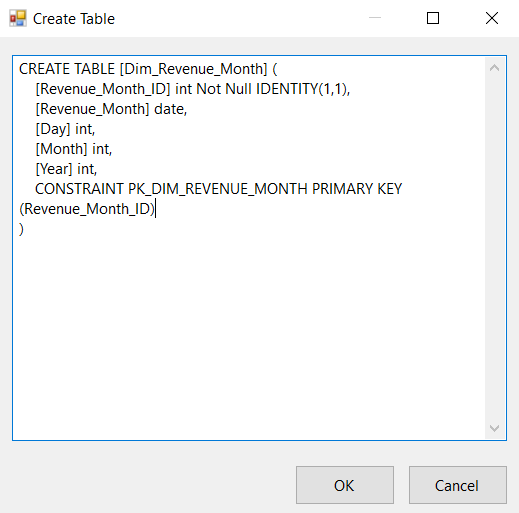 Create Table
CREATE TABLE [Dim_Revenue_Month] (
    [Revenue_Month_ID] int Not Null IDENTITY(1,1),
    [Revenue_Month] date,
    [Day] int,
    [Month] int,
    [Year] int,
    CONSTRAINT PK_DIM_REVENUE_MONTH PRIMARY KEY
(Revenue_Month_ID)
)
OK Cancel